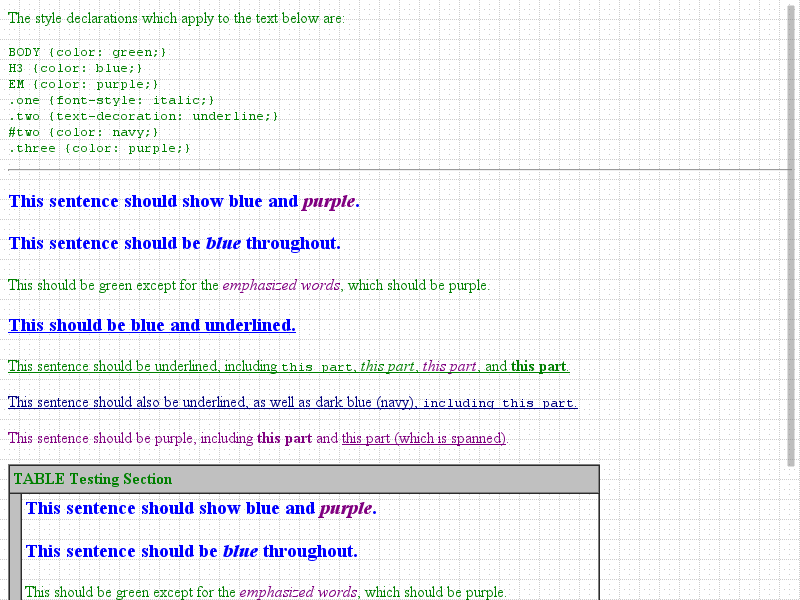 The style declarations which apply to the text below are:
BODY {color: green;}
H3 {color: blue;}
EM {color: purple;}
.one {font-style: italic;}
.two {text-decoration: underline;}
#two {color: navy;}
.three {color: purple;}
This sentence should show blue and purple.
This sentence should be blue throughout.
This should be green except for the emphasized words, which should be purple.
This should be blue and underlined.
This sentence should be underlined, including this part, this part, this part, and this part.
This sentence should also be underlined, as well as dark blue (navy), including this part.
This sentence should be purple, including this part and this part (which is spanned).
TABLE Testing Section
This sentence should show blue and purple.
This sentence should be blue throughout.
This should be green except for the emphasized words, which should be purple.